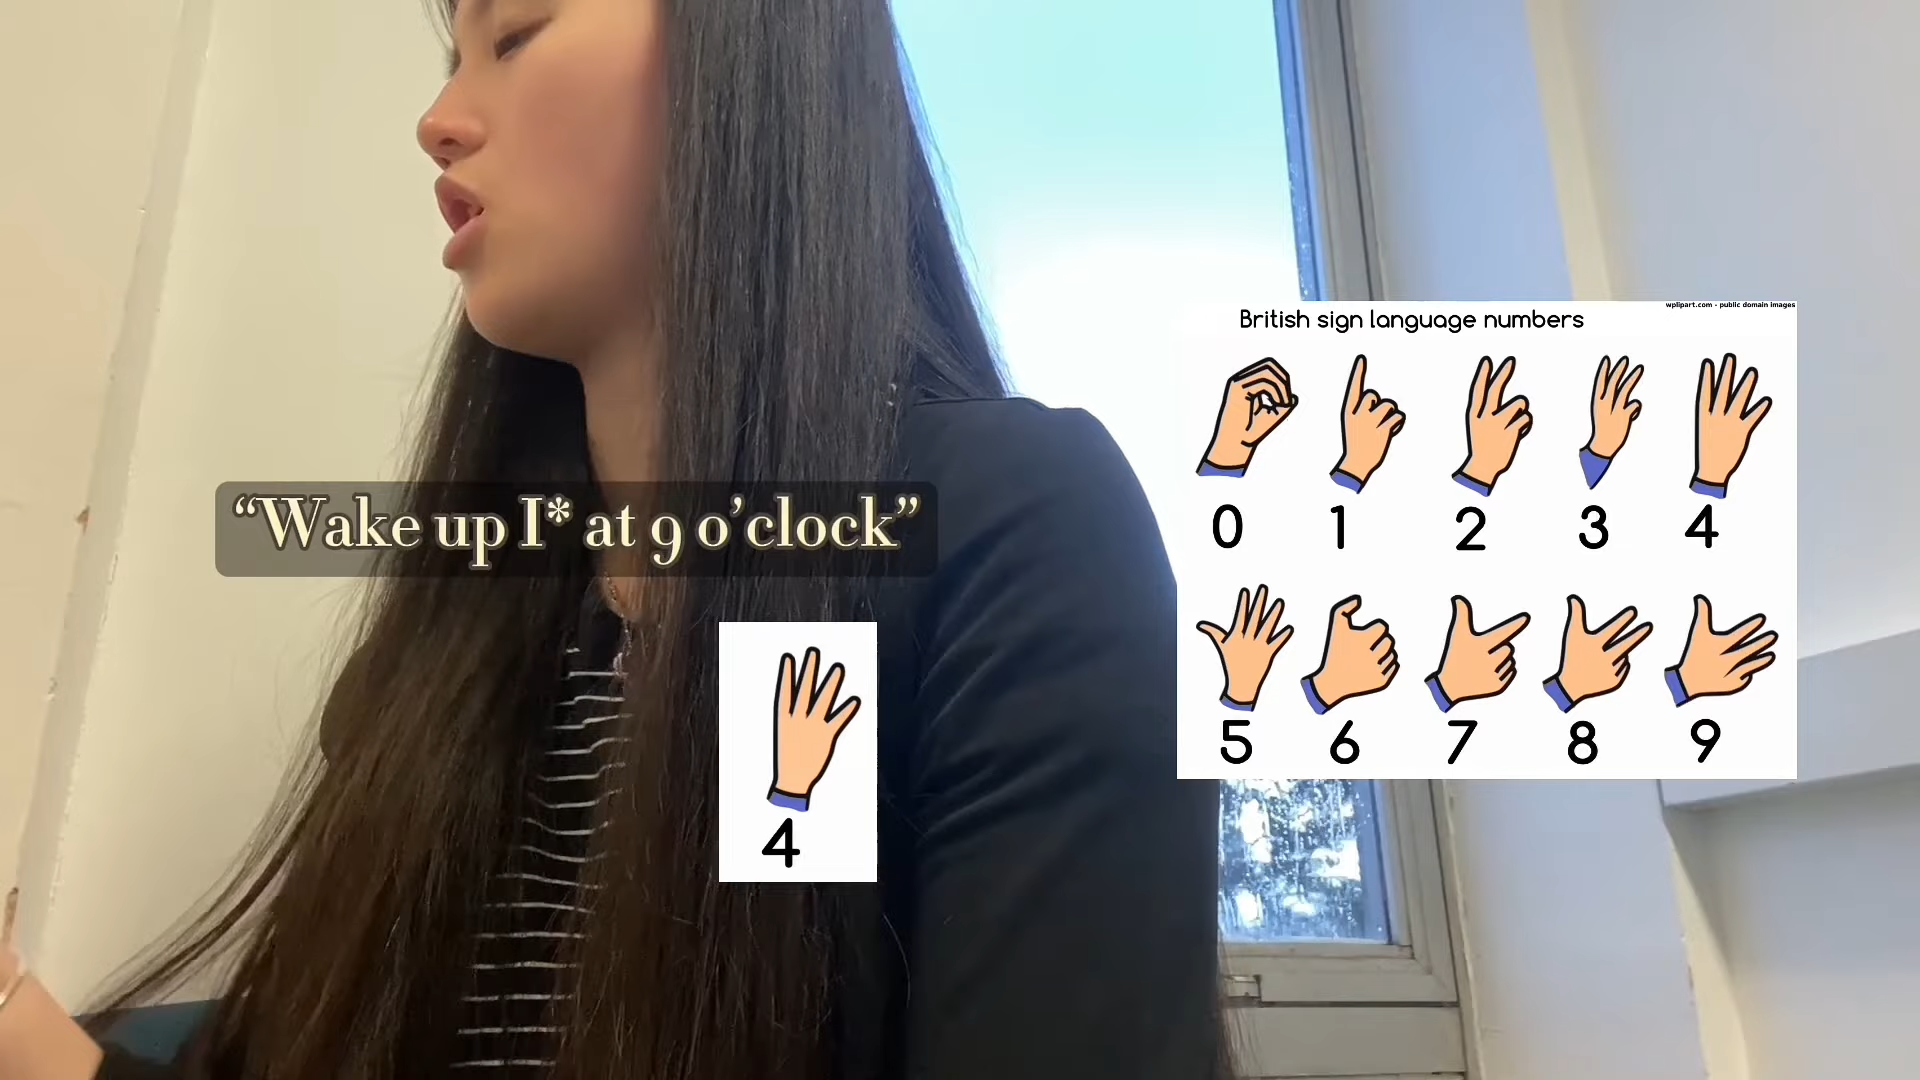 wpclipart.com - public domain images
British sign language numbers
0 1 2 3 4
“Wake up I* at 9 o’clock”
5 6 7 8 9
4